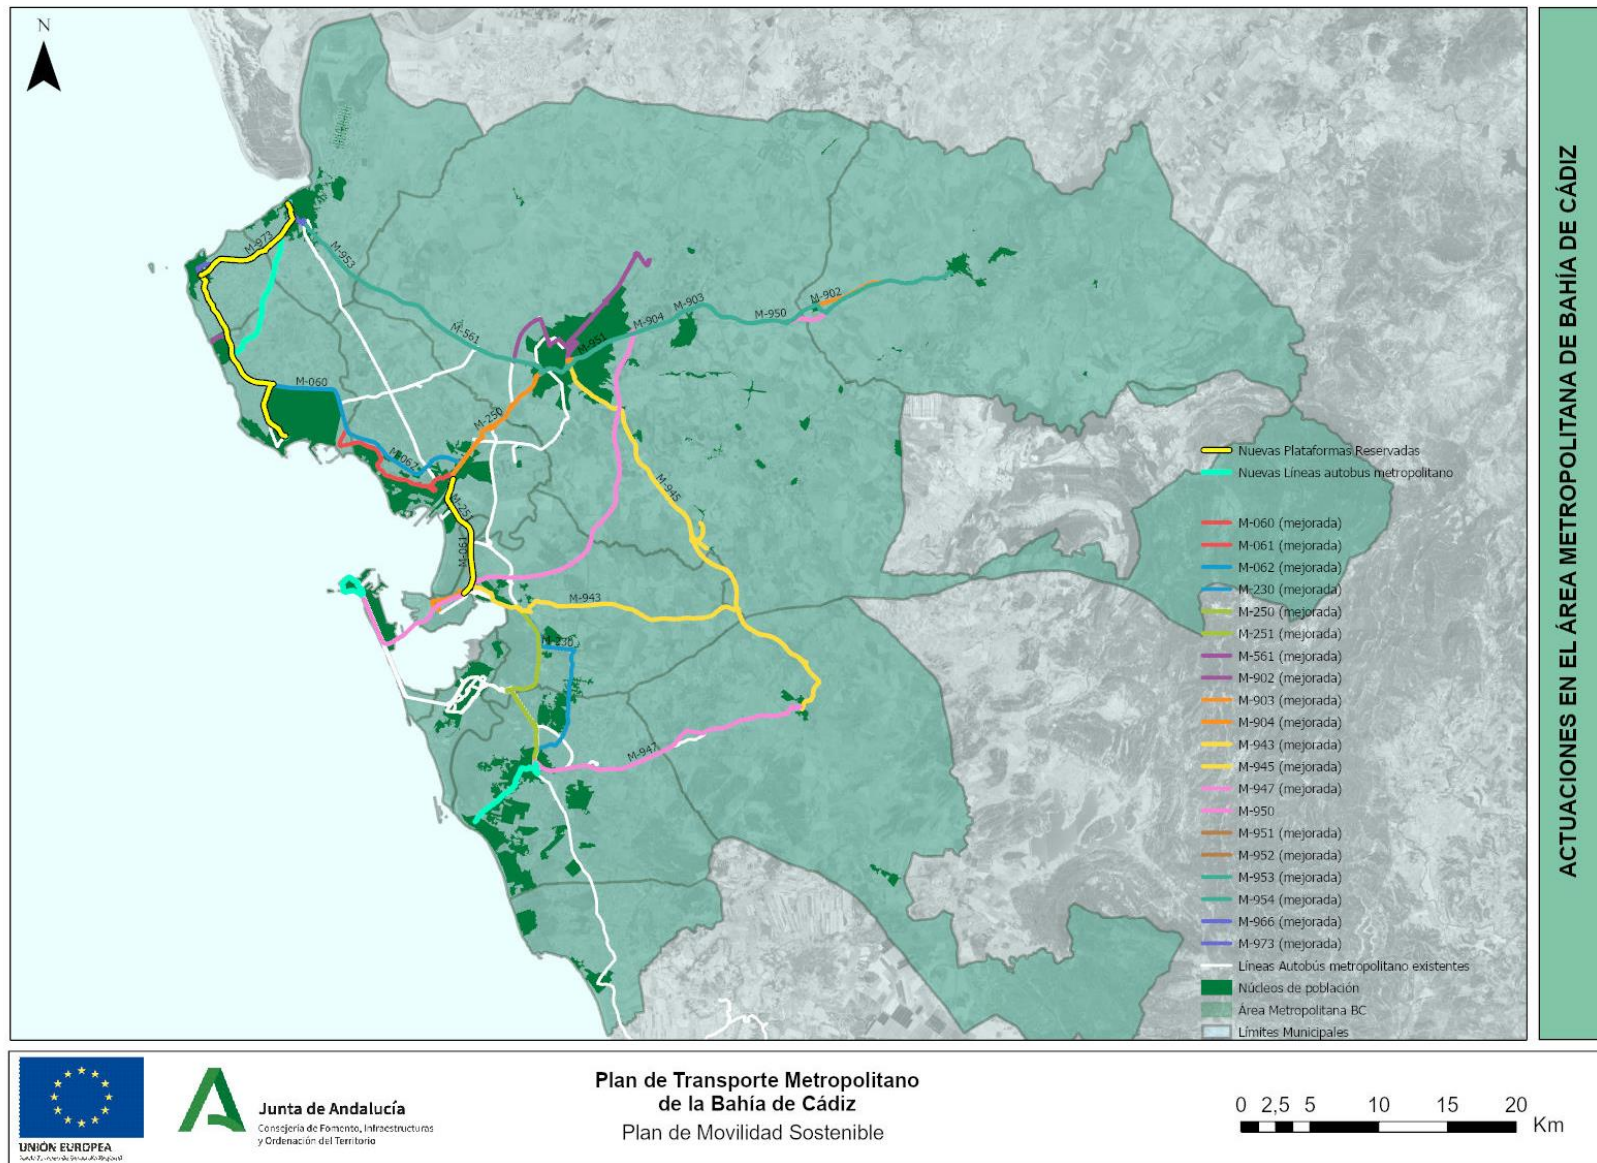 N
M-973
M-953
M-561
M-951
M-904
M-903
M-950
M-902
M-060
M-250
M-067
M-251
M-061
M-945
M-943
M-230
M-947
Nuevas Plataformas Reservadas
Nuevas Líneas autobus metropolitano
M-060 (mejorada)
M-061 (mejorada)
M-062 (mejorada)
M-230 (mejorada)
M-250 (mejorada)
M-251 (mejorada)
M-561 (mejorada)
M-902 (mejorada)
M-903 (mejorada)
M-904 (mejorada)
M-943 (mejorada)
M-945 (mejorada)
M-947 (mejorada)
M-950
M-951 (mejorada)
M-952 (mejorada)
M-953 (mejorada)
M-954 (mejorada)
M-966 (mejorada)
M-973 (mejorada)
Líneas Autobús metropolitano existentes
Núcleos de población
Área Metropolitana BC
Límites Municipales
ACTUACIONES EN EL ÁREA METROPOLITANA DE BAHÍA DE CÁDIZ
UNIÓN EUROPEA
Junta de Andalucía
Consejería de Fomento, Infraestructuras
y Ordenación del Territorio
Plan de Transporte Metropolitano
de la Bahía de Cádiz
Plan de Movilidad Sostenible
0 2,5 5 10 15 20
Km